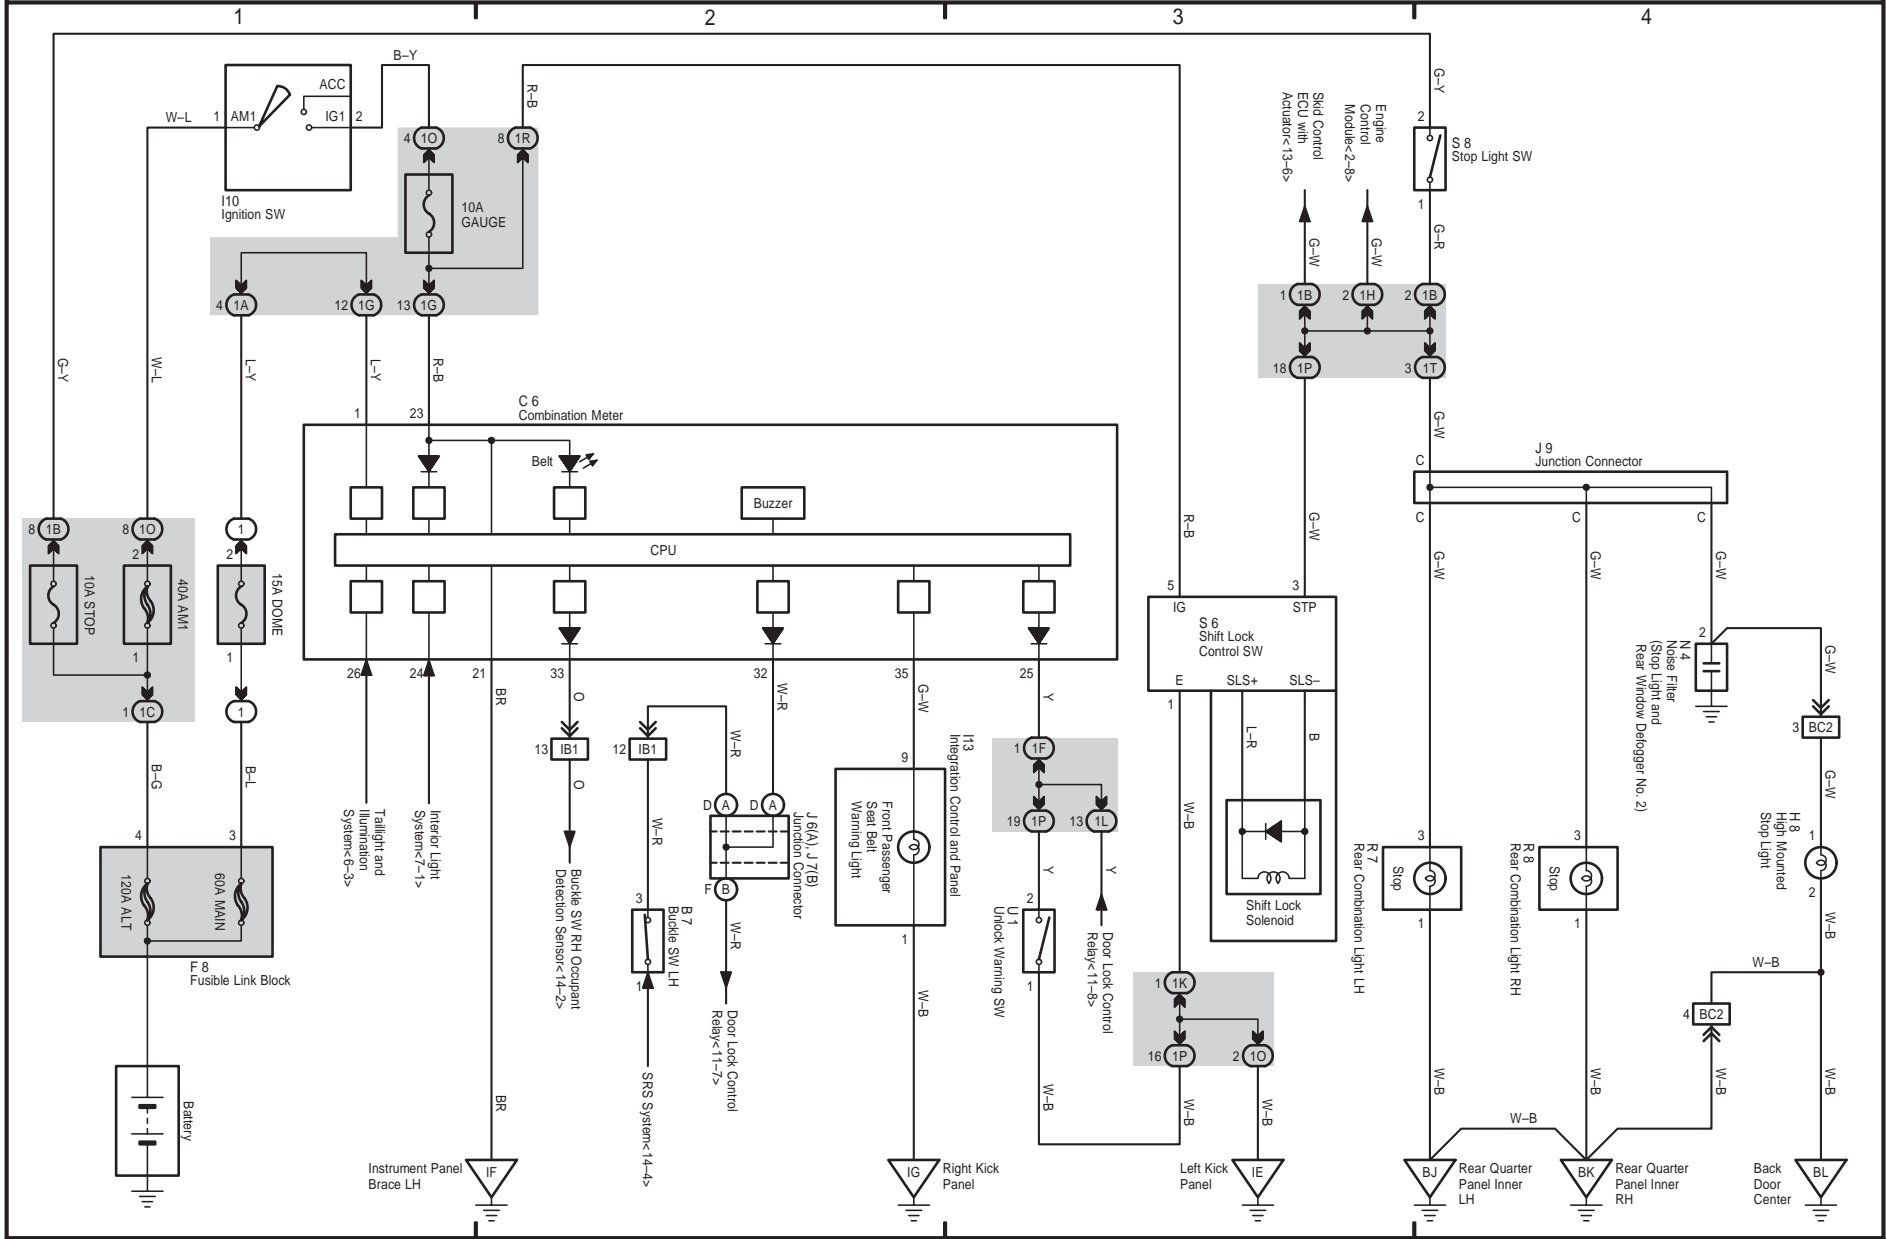 1
2
3
4
B–Y
ACC
W–L
1
AM1
IG1
2
I10
Ignition SW
4
1O
8
1R
R–B
10A
GAUGE
4
1A
12
1G
13
1G
G–Y
W–L
L–Y
L–Y
R–B
Skid Control
ECU with
Actuator<13–6>
Engine
Control
Module<2–8>
G–Y
2
S 8
Stop Light SW
1
G–R
G–W
G–W
1
1B
2
1H
2
1B
18
1P
3
1T
G–W
C
J 9
Junction Connector
C
C
C
G–W
G–W
G–W
1
23
C 6
Combination Meter
Belt
Buzzer
CPU
26
24
21
33
32
35
25
8
1B
8
1O
1
2
2
10A STOP
40A AM1
15A DOME
1
1
1
1C
1
B–G
B–L
4
3
120A ALT
60A MAIN
F 8
Fusible Link Block
Battery
Taillight and
Illumination
System<6–3>
Interior Light
System<7–1>
BR
BR
Instrument Panel
Brace LH
IF
O
13
IB1
O
Buckle SW RH Occupant
Detection Sensor<14–2>
12
IB1
W–R
W–R
W–R
3
B 7
Buckle SW LH
1
SRS System<14–4>
D
A
D
A
J 6(A), J 7(B)
Junction Connector
F
B
W–R
Door Lock Control
Relay<11–7>
G–W
9
I13
Integration Control and Panel
Front Passenger
Seat Belt
Warning Light
1
W–B
IG
Right Kick
Panel
Y
1
1F
19
1P
13
1L
Y
Y
2
U 1
Unlock Warning SW
1
Door Lock Control
Relay<11–8>
W–B
R–B
G–W
5
3
IG
STP
S 6
Shift Lock
Control SW
E
SLS+
SLS–
1
L–R
B
W–B
Shift Lock
Solenoid
1
1K
16
1P
2
1O
W–B
W–B
Left Kick
Panel
IE
3
Stop
R 7
Rear Combination Light LH
1
W–B
3
Stop
R 8
Rear Combination Light RH
1
W–B
2
N 4
Noise Filter
(Stop Light and
Rear Window Defogger No. 2)
G–W
3
BC2
G–W
1
H 8
High Mounted
Stop Light
2
W–B
W–B
4
BC2
W–B
W–B
W–B
BJ
Rear Quarter
Panel Inner
LH
BK
Rear Quarter
Panel Inner
RH
Back
Door
Center
BL